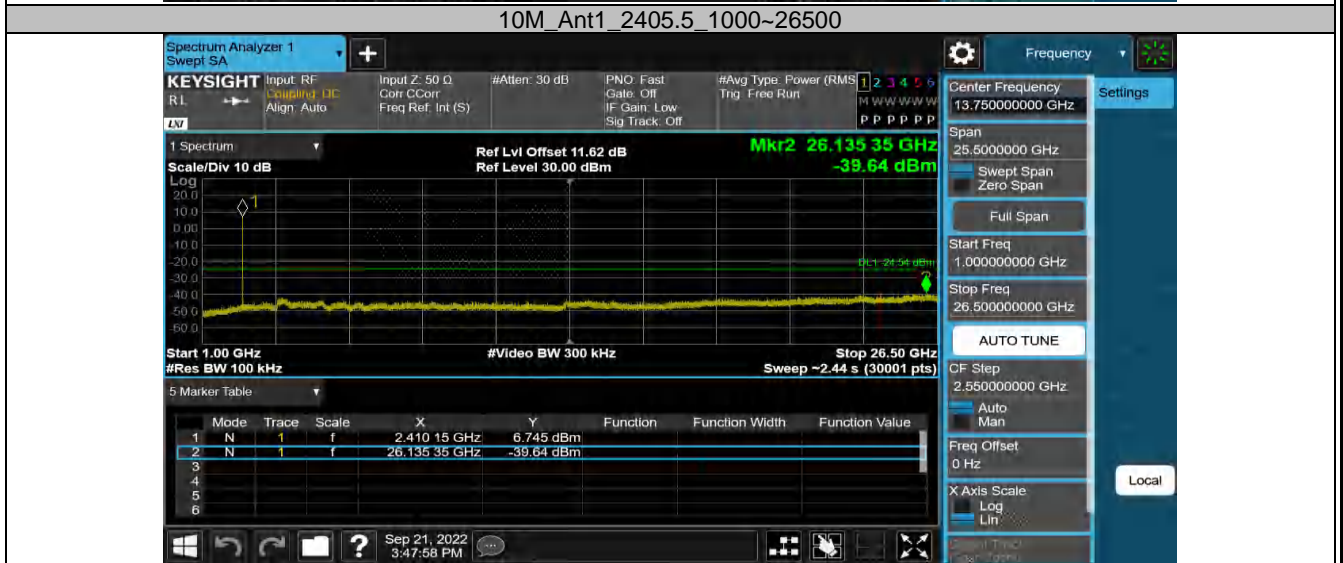 10M_Ant1_2405.5_1000~26500
Spectrum Analyzer 1
Swept SA
+
Frequency
KEYSIGHT
RL
LXI
Input: RF
Coupling: DC
Align: Auto
Input Z: 50 Ω
Corr CCorr
Freq Ref: Int (S)
#Atten: 30 dB
PNO: Fast
Gate: Off
IF Gain: Low
Sig Track: Off
#Avg Type: Power (RMS
Trig: Free Run
1 2 3 4 5 6
M W W W W W
P P P P P P
Center Frequency
13.750000000 GHz
Settings
1 Spectrum
Scale/Div 10 dB
Ref Lvl Offset 11.62 dB
Ref Level 30.00 dBm
Mkr2 26.135 35 GHz
-39.64 dBm
Span
25.5000000 GHz
Swept Span
Zero Span
Full Span
Log
20.0
10.0
0.00
-10.0
-20.0
-30.0
-40.0
-50.0
-60.0
1
DL1 -24.54 dBm
2
Start Freq
1.000000000 GHz
Stop Freq
26.500000000 GHz
AUTO TUNE
Start 1.00 GHz
#Video BW 300 kHz
Stop 26.50 GHz
#Res BW 100 kHz
Sweep ~2.44 s (30001 pts)
CF Step
2.550000000 GHz
Auto
Man
5 Marker Table
Mode Trace Scale X Y Function Function Width Function Value
1 N 1 f 2.410 15 GHz 6.745 dBm
2 N 1 f 26.135 35 GHz -39.64 dBm
3
4
5
6
Freq Offset
0 Hz
Local
X Axis Scale
Log
Lin
?
Sep 21, 2022
3:47:58 PM